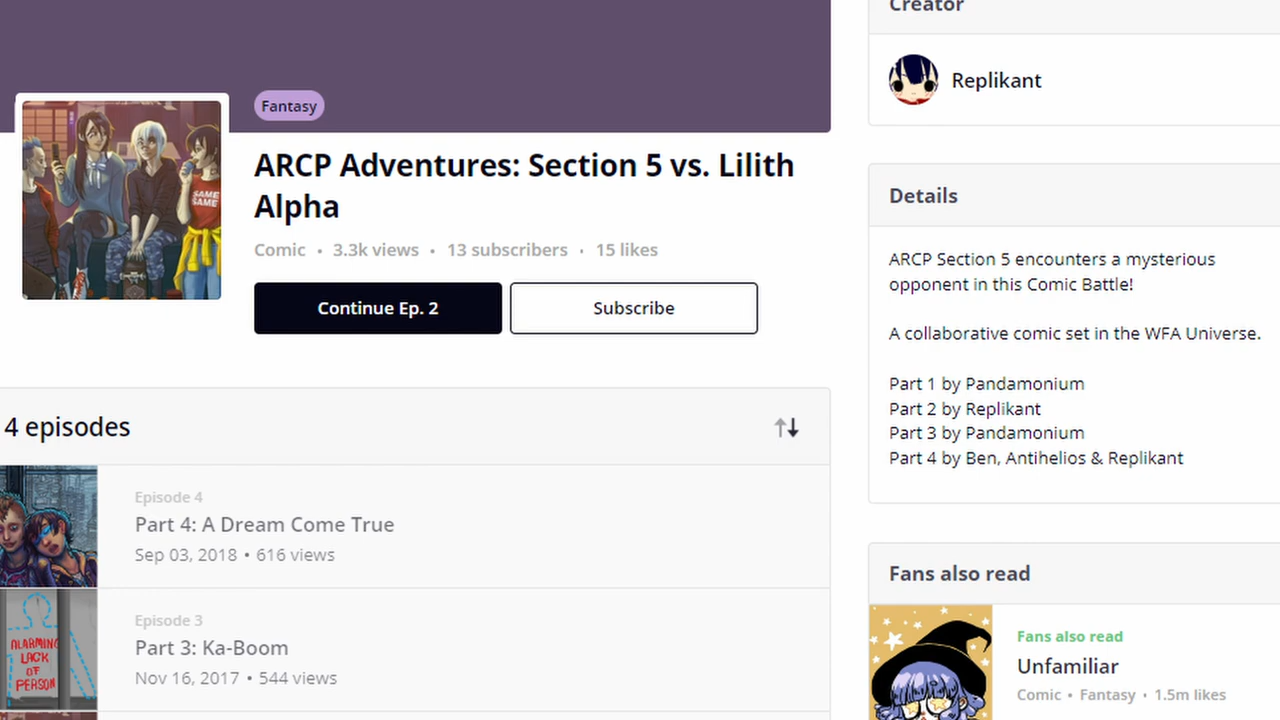 Creator
Replikant
Fantasy
SAME
SAME
ARCP Adventures: Section 5 vs. Lilith
Alpha
Comic • 3.3k views • 13 subscribers • 15 likes
Continue Ep. 2
Subscribe
Details
ARCP Section 5 encounters a mysterious
opponent in this Comic Battle!
A collaborative comic set in the WFA Universe.
Part 1 by Pandamonium
Part 2 by Replikant
Part 3 by Pandamonium
Part 4 by Ben, Antihelios & Replikant
4 episodes
Episode 4
Part 4: A Dream Come True
Sep 03, 2018 • 616 views
Episode 3
Part 3: Ka-Boom
Nov 16, 2017 • 544 views
ALARMING
LACK
OF
PERSON
Fans also read
Fans also read
Unfamiliar
Comic • Fantasy • 1.5m likes